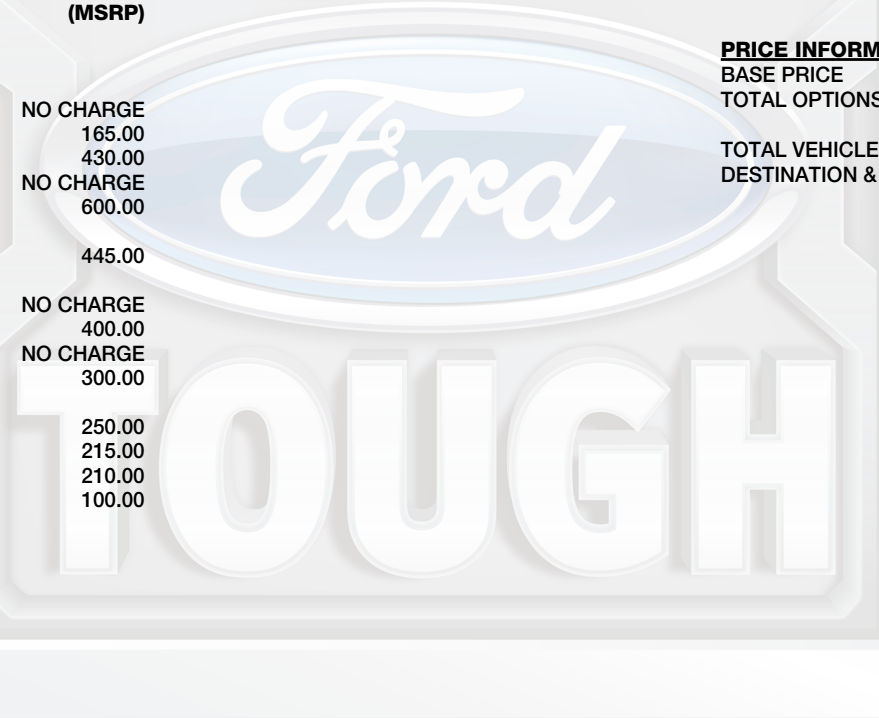 (MSRP)
NO CHARGE
165.00
430.00
NO CHARGE
600.00
445.00
NO CHARGE
400.00
NO CHARGE
300.00
250.00
215.00
210.00
100.00
PRICE INFORM
BASE PRICE
TOTAL OPTIONS
TOTAL VEHICLE
DESTINATION &
Ford
TOUGH